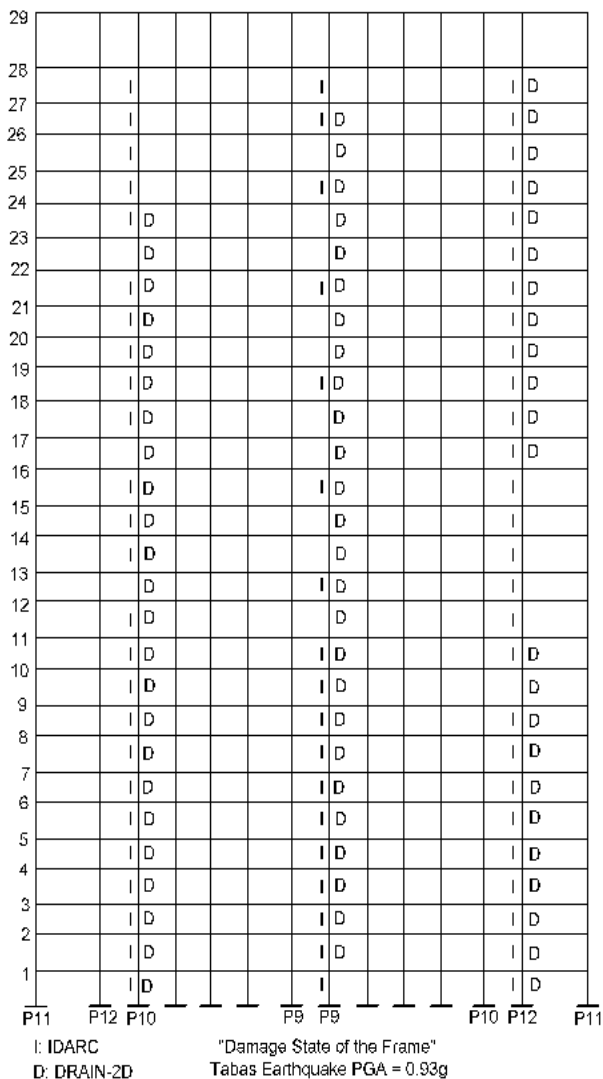 29
28
I I I D
27
I I D I D
26
I D I D
25
I I D I D
24
I D D I D
23
D D I D
22
I D I D I D
21
I D D I D
20
I D D I D
19
I D I D I D
18
I D D I D
17
D D I D
16
I D I D I
15
I D D I
14
I D D I
13
D I D I
12
I D D I
11
I D I D I D
10
I D I D D
9
I D I D I D
8
I D I D I D
7
I D I D I D
6
I D I D I D
5
I D I D I D
4
I D I D I D
3
I D I D I D
2
I D I D I D
1
I D I I D
P11 P12 P10 P9 P9 P10 P12 P11
I: IDARC "Damage State of the Frame"
D: DRAIN-2D Tabas Earthquake PGA = 0.93g